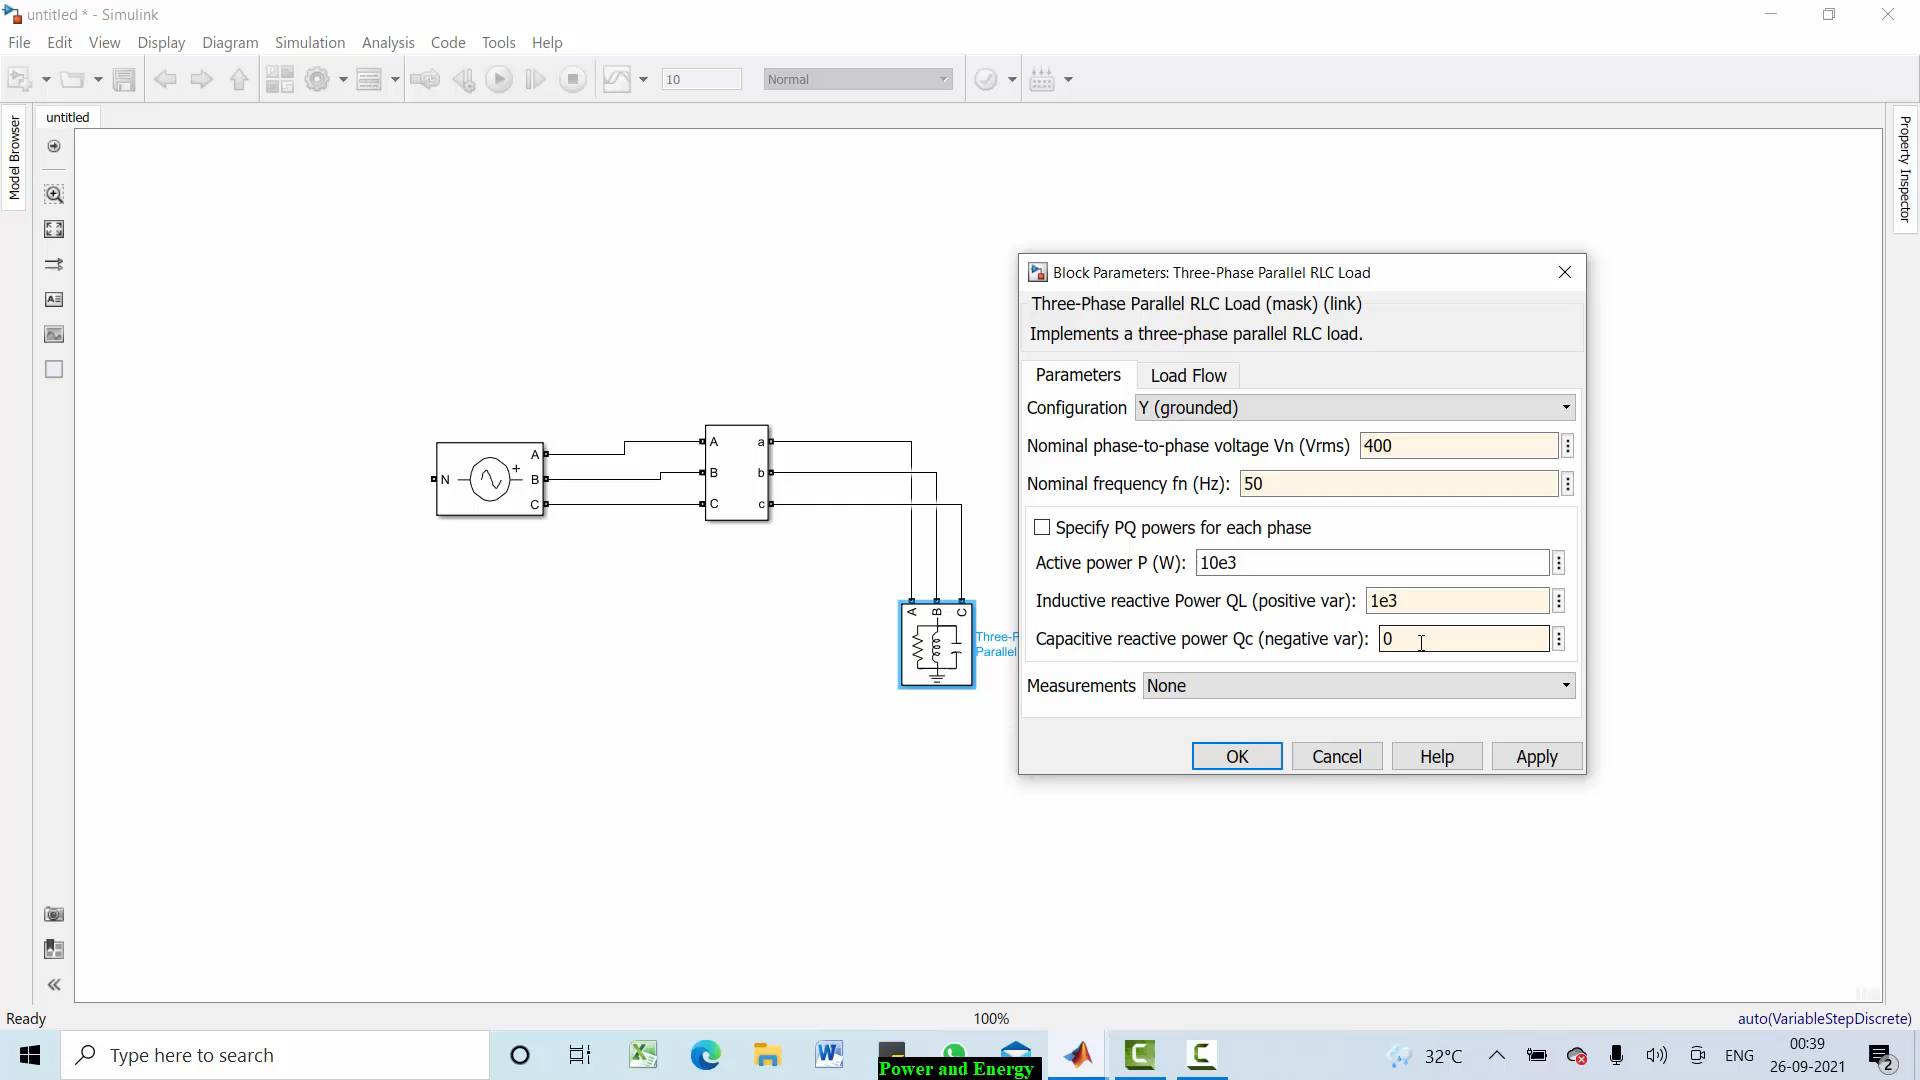 untitled * - Simulink
File Edit View Display Diagram Simulation Analysis Code Tools Help
10 Normal
Model Browser
untitled
Property Inspector
N A B C
A a
B b
C c
A B C
Three-P
Parallel
Block Parameters: Three-Phase Parallel RLC Load
Three-Phase Parallel RLC Load (mask) (link)
Implements a three-phase parallel RLC load.
Parameters Load Flow
Configuration Y (grounded)
Nominal phase-to-phase voltage Vn (Vrms) 400
Nominal frequency fn (Hz): 50
Specify PQ powers for each phase
Active power P (W): 10e3
Inductive reactive Power QL (positive var): 1e3
Capacitive reactive power Qc (negative var): 0
Measurements None
OK Cancel Help Apply
Ready 100% auto(VariableStepDiscrete)
Type here to search
Power and Energy
32°C ENG
00:39
26-09-2021
2